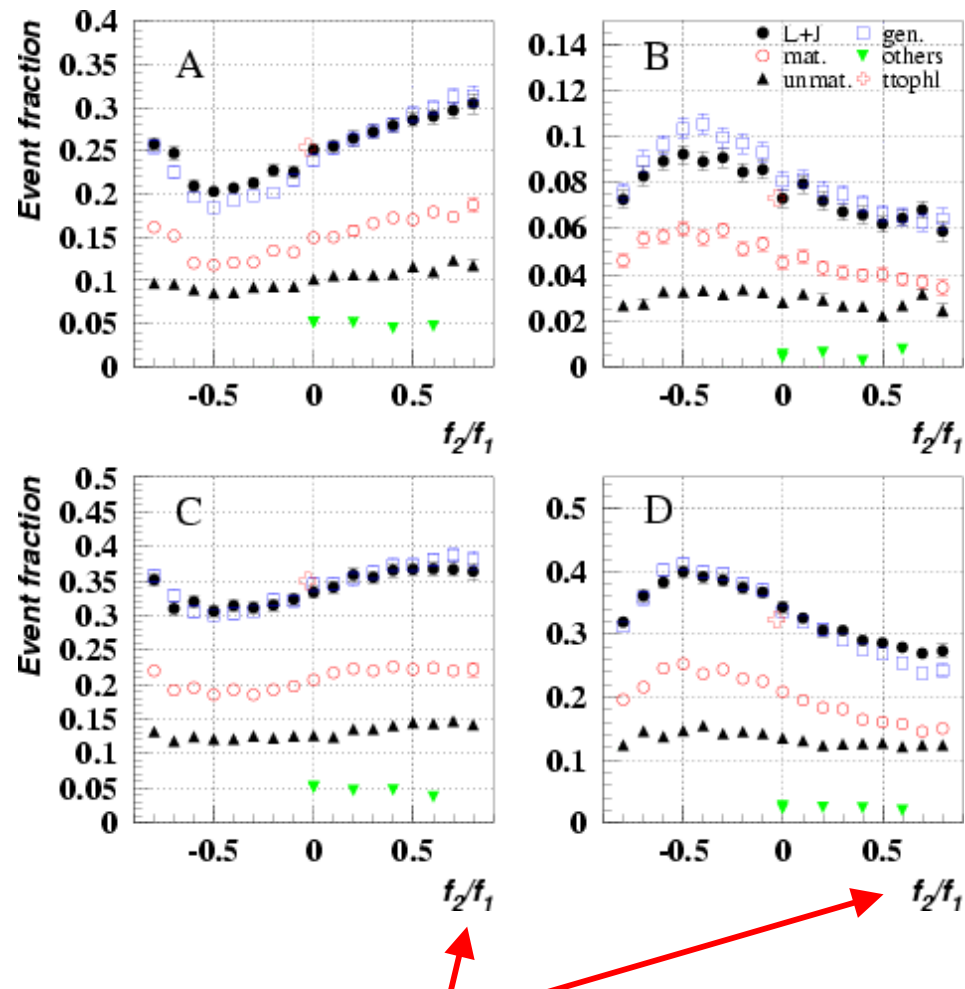 A
Event fraction
0.4
0.35
0.3
0.25
0.2
0.15
0.1
0.05
0
-0.5 0 0.5
f2/f1
B
L+J gen.
mat. others
unmat. ttophl
0.14
0.12
0.1
0.08
0.06
0.04
0.02
0
-0.5 0 0.5
f2/f1
C
Event fraction
0.5
0.45
0.4
0.35
0.3
0.25
0.2
0.15
0.1
0.05
0
-0.5 0 0.5
f2/f1
D
0.5
0.4
0.3
0.2
0.1
0
-0.5 0 0.5
f2/f1